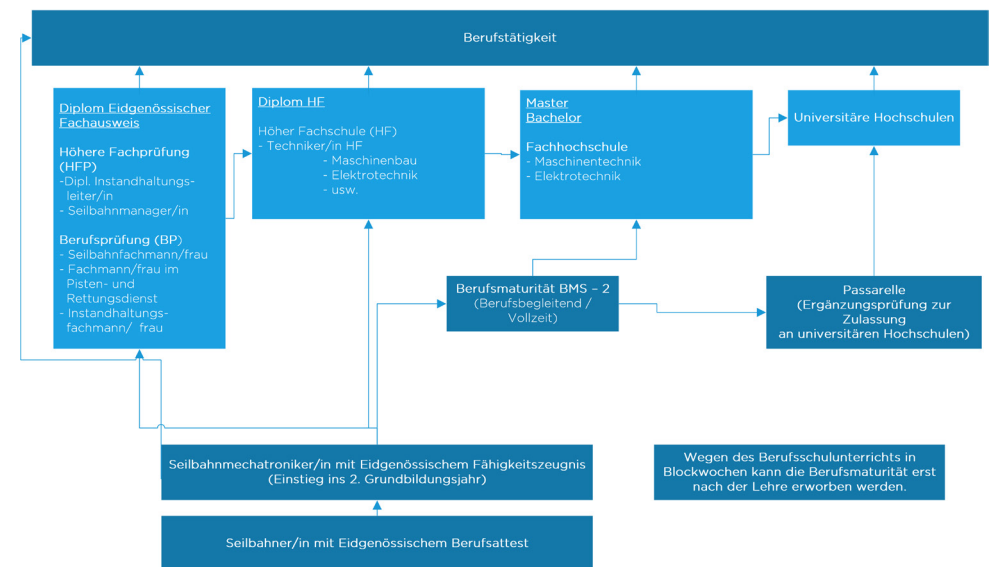 Berufstätigkeit
Diplom Eidgenössischer
Fachausweis
Höhere Fachprüfung
(HFP)
-Dipl. Instandhaltungs-
leiter/in
- Seilbahnmanager/in
Berufsprüfung (BP)
- Seilbahnfachmann/frau
- Fachmann/frau im
Pisten- und
Rettungsdienst
- Instandhaltungs-
fachmann/ frau
Diplom HF
Höher Fachschule (HF)
- Techniker/in HF
- Maschinenbau
- Elektrotechnik
- usw.
Master
Bachelor
Fachhochschule
- Maschinentechnik
- Elektrotechnik
Universitäre Hochschulen
Berufsmaturität BMS – 2
(Berufsbegleitend /
Vollzeit)
Passarelle
(Ergänzungsprüfung zur
Zulassung
an universitären Hochschulen)
Seilbahnmechatroniker/in mit Eidgenössischem Fähigkeitszeugnis
(Einstieg ins 2. Grundbildungsjahr)
Wegen des Berufsschulunterrichts in
Blockwochen kann die Berufsmaturität erst
nach der Lehre erworben werden.
Seilbahner/in mit Eidgenössischem Berufsattest